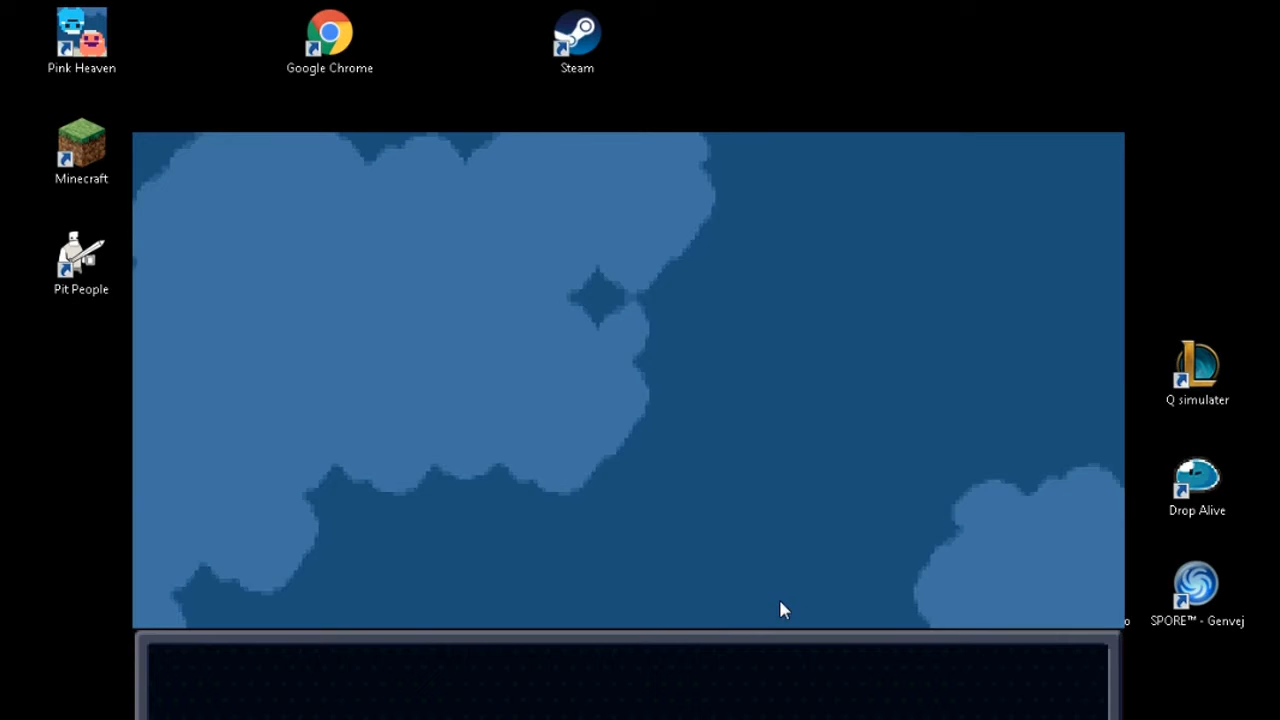 Pink Heaven
Google Chrome
Steam
Minecraft
Pit People
Q simulater
Drop Alive
o
SPORE™ - Genvej